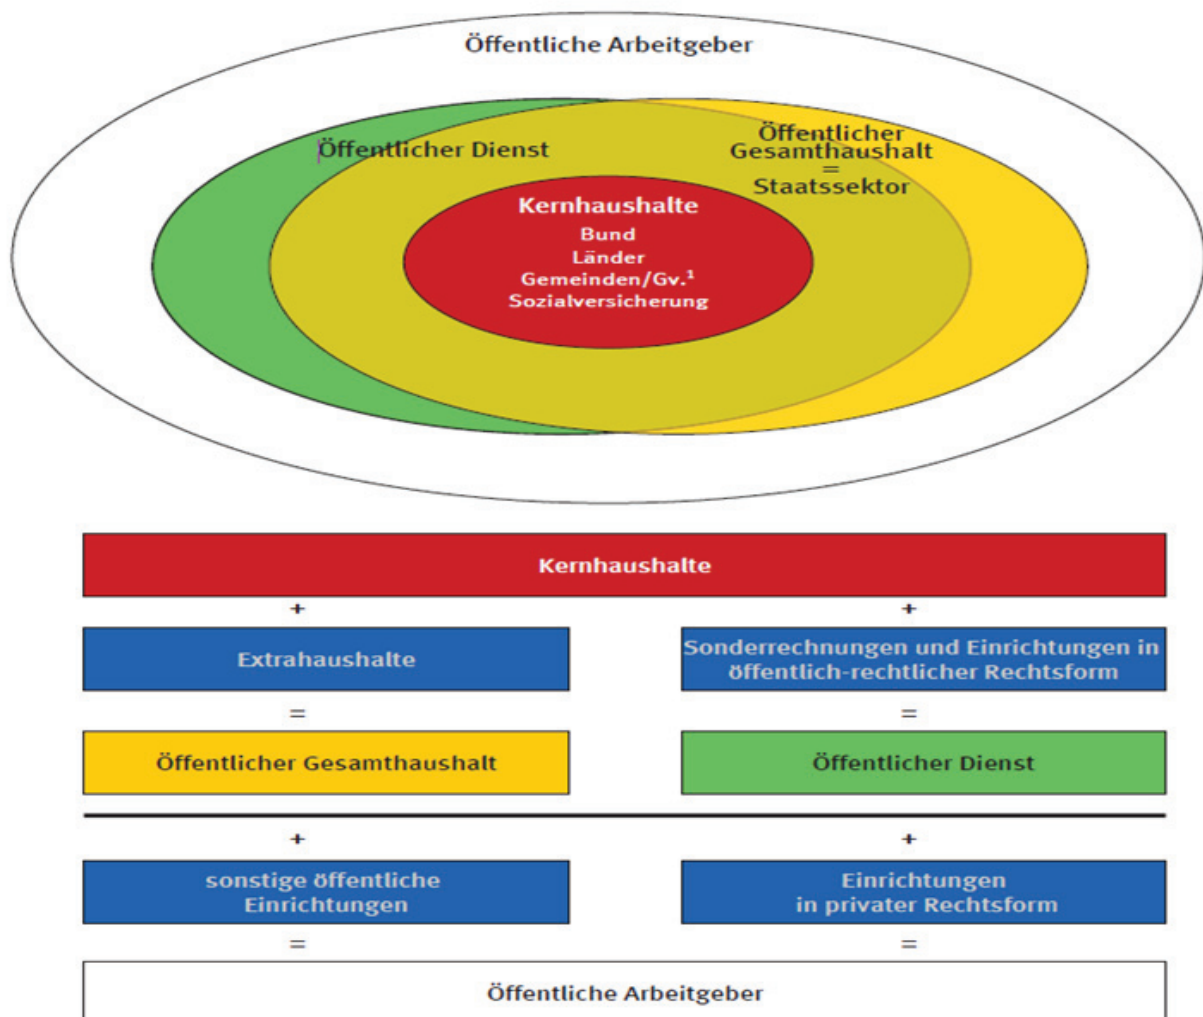 Öffentliche Arbeitgeber
Öffentlicher Dienst
Öffentlicher
Gesamthaushalt
=
Staatssektor
Kernhaushalte
Bund
Länder
Gemeinden/Gv.¹
Sozialversicherung
Kernhaushalte
+ +
Extrahaushalte
Sonderrechnungen und Einrichtungen in
öffentlich-rechtlicher Rechtsform
= =
Öffentlicher Gesamthaushalt
Öffentlicher Dienst
+ +
sonstige öffentliche
Einrichtungen
Einrichtungen
in privater Rechtsform
= =
Öffentliche Arbeitgeber